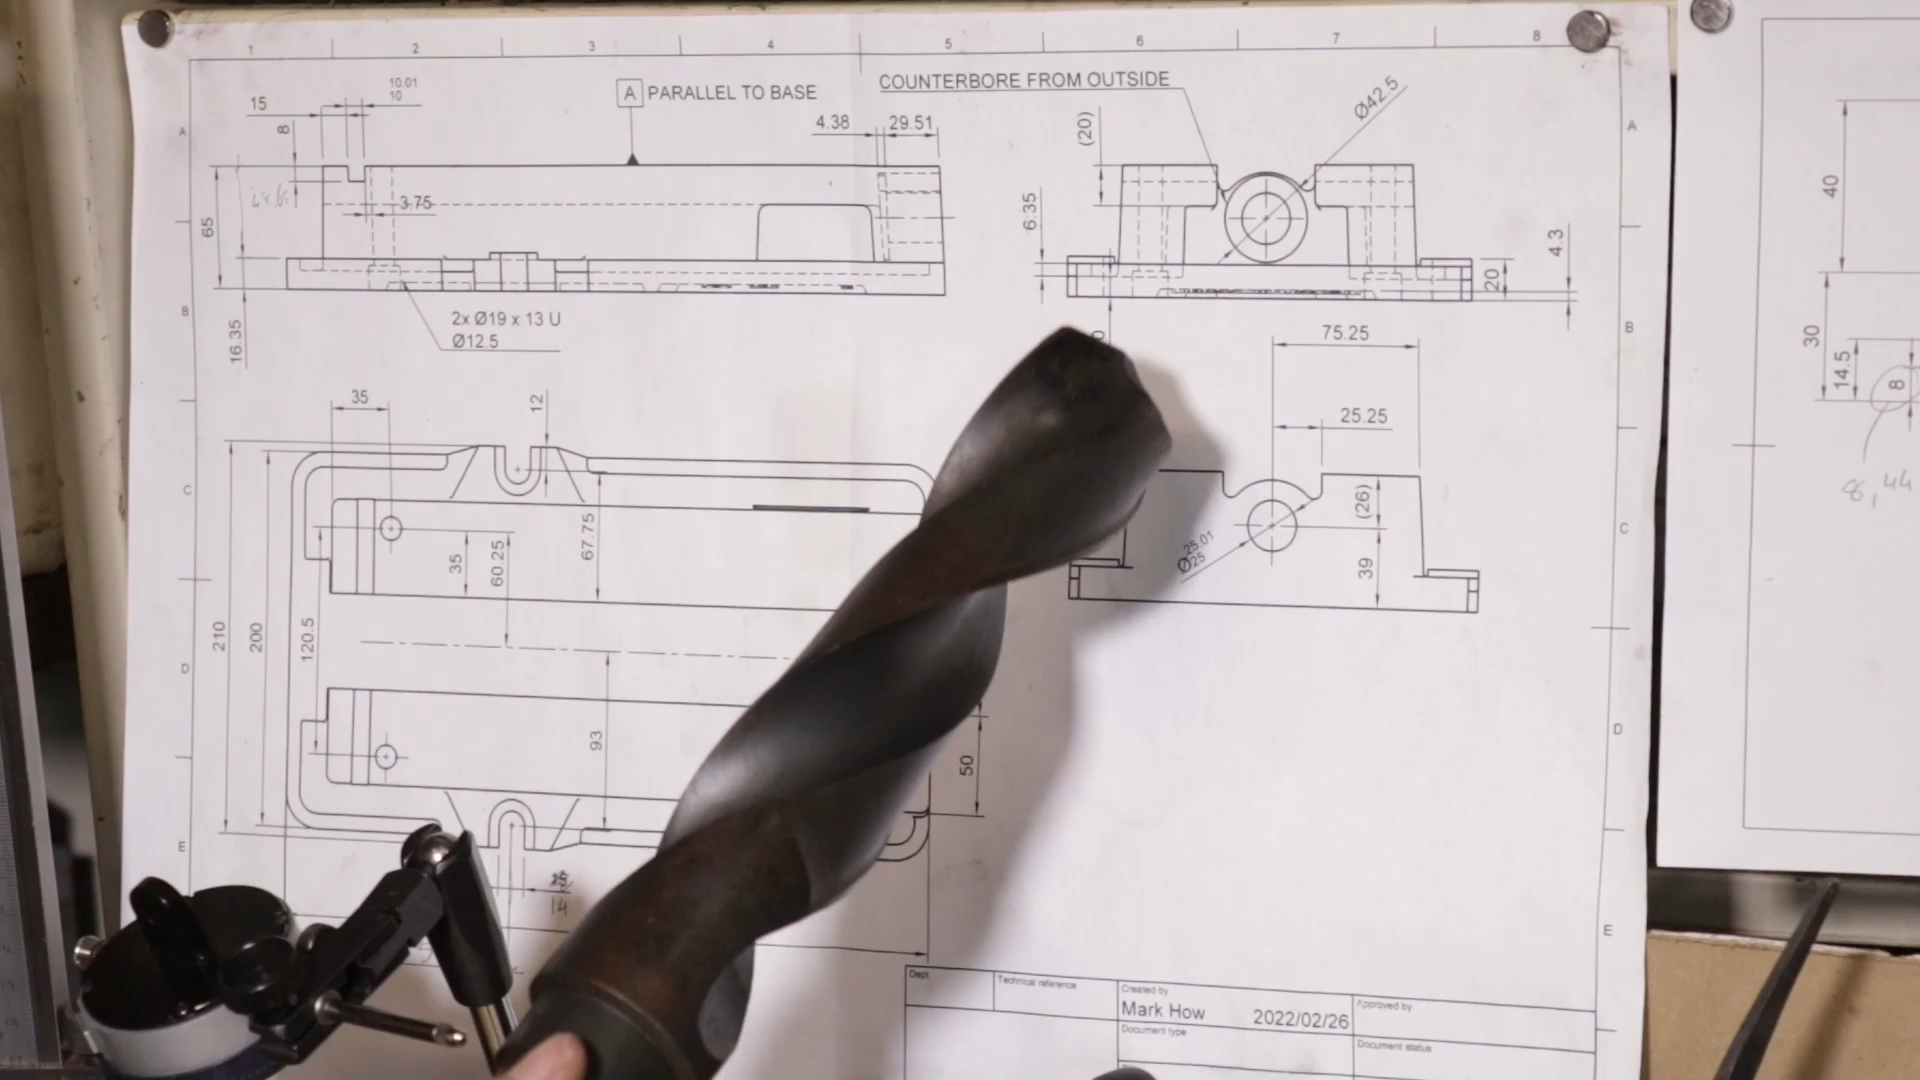 1 2 3 4 5 6 7 8
A PARALLEL TO BASE
COUNTERBORE FROM OUTSIDE
15
10.01
10
8
4.38
29.51
(20)
Ø42.5
A
A
3.75
65
16.35
6.35
4.3
20
B
B
2x Ø19 x 13 U
Ø12.5
75.25
25.25
35
12
67.75
35
60.25
C
C
25.01
Ø25
(26)
39
210
200
120.5
D
D
93
50
E
E
14
Dept.
Technical reference
Created by
Mark How 2022/02/26
Approved by
Document type
Document status
40
30
14.5
8
8,44